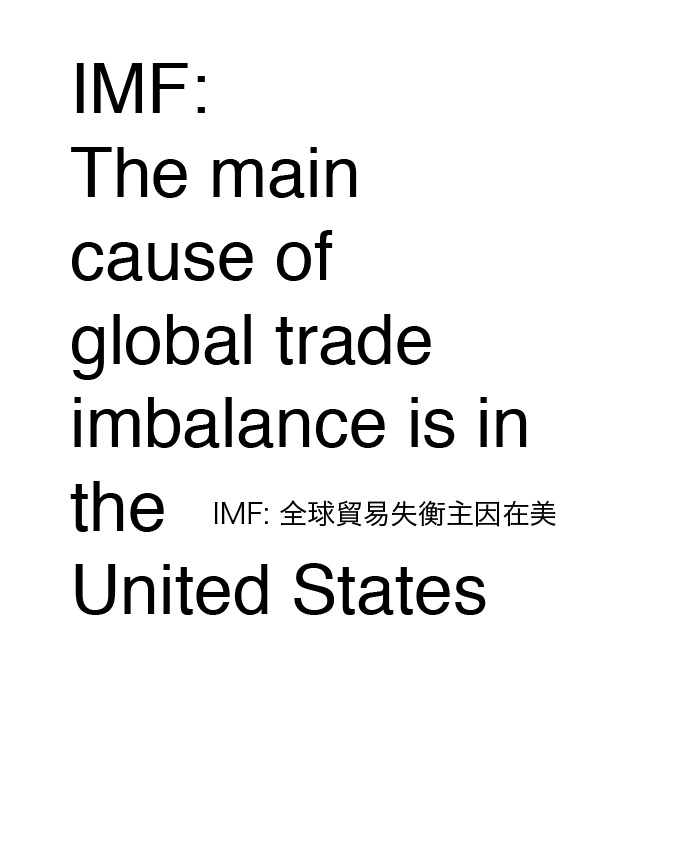 IMF:
The main
cause of
global trade
imbalance is in
the
IMF: 全球貿易失衡主因在美
United States